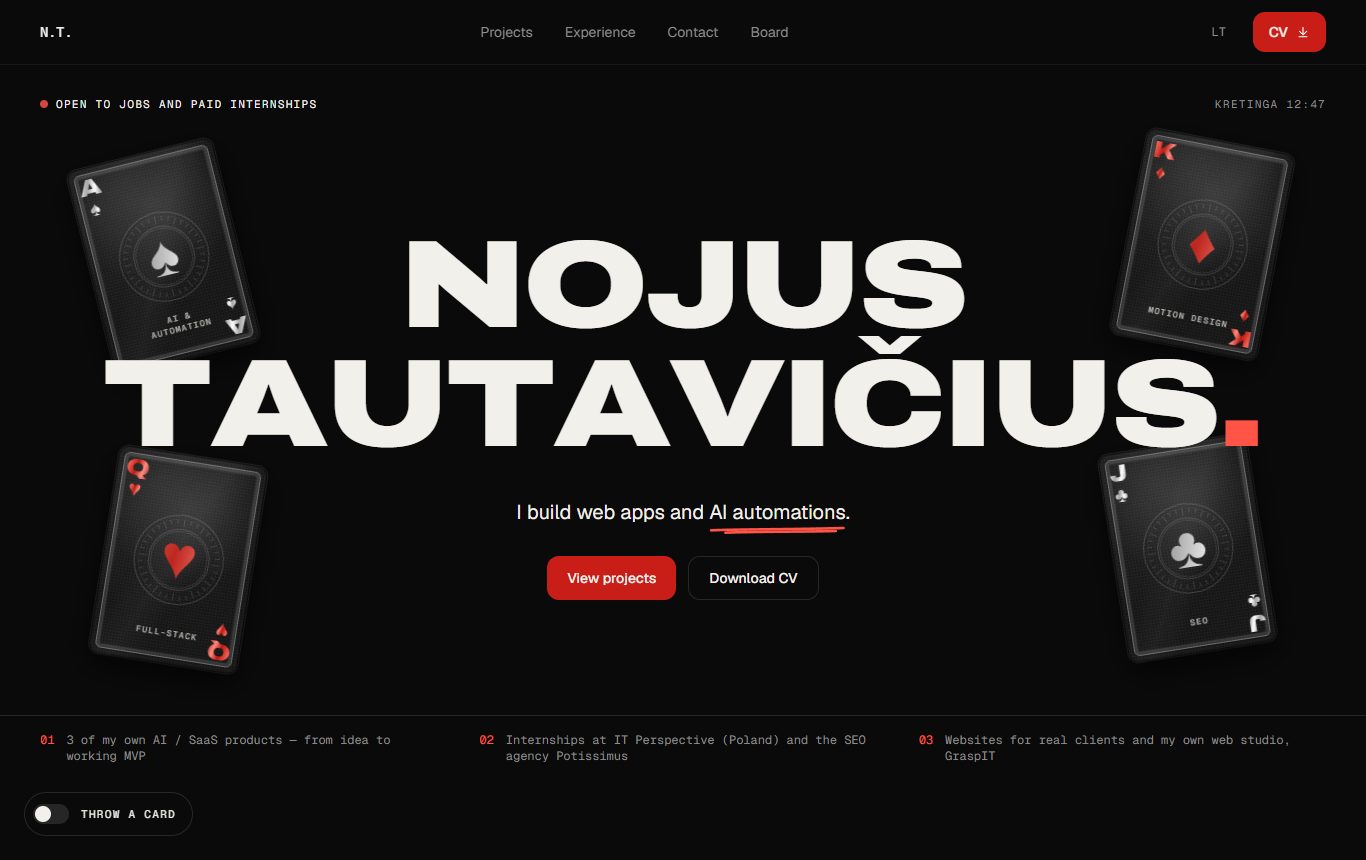 N.T.
Projects
Experience
Contact
Board
LT
CV
OPEN TO JOBS AND PAID INTERNSHIPS
KRETINGA 12:47
A
AI &
AUTOMATION
A
K
MOTION DESIGN
K
NOJUS
TAUTAVIČIUS.
Q
FULL-STACK
Q
J
SEO
J
I build web apps and AI automations.
View projects
Download CV
01 3 of my own AI / SaaS products — from idea to
working MVP
02 Internships at IT Perspective (Poland) and the SEO
agency Potissimus
03 Websites for real clients and my own web studio,
GraspIT
THROW A CARD